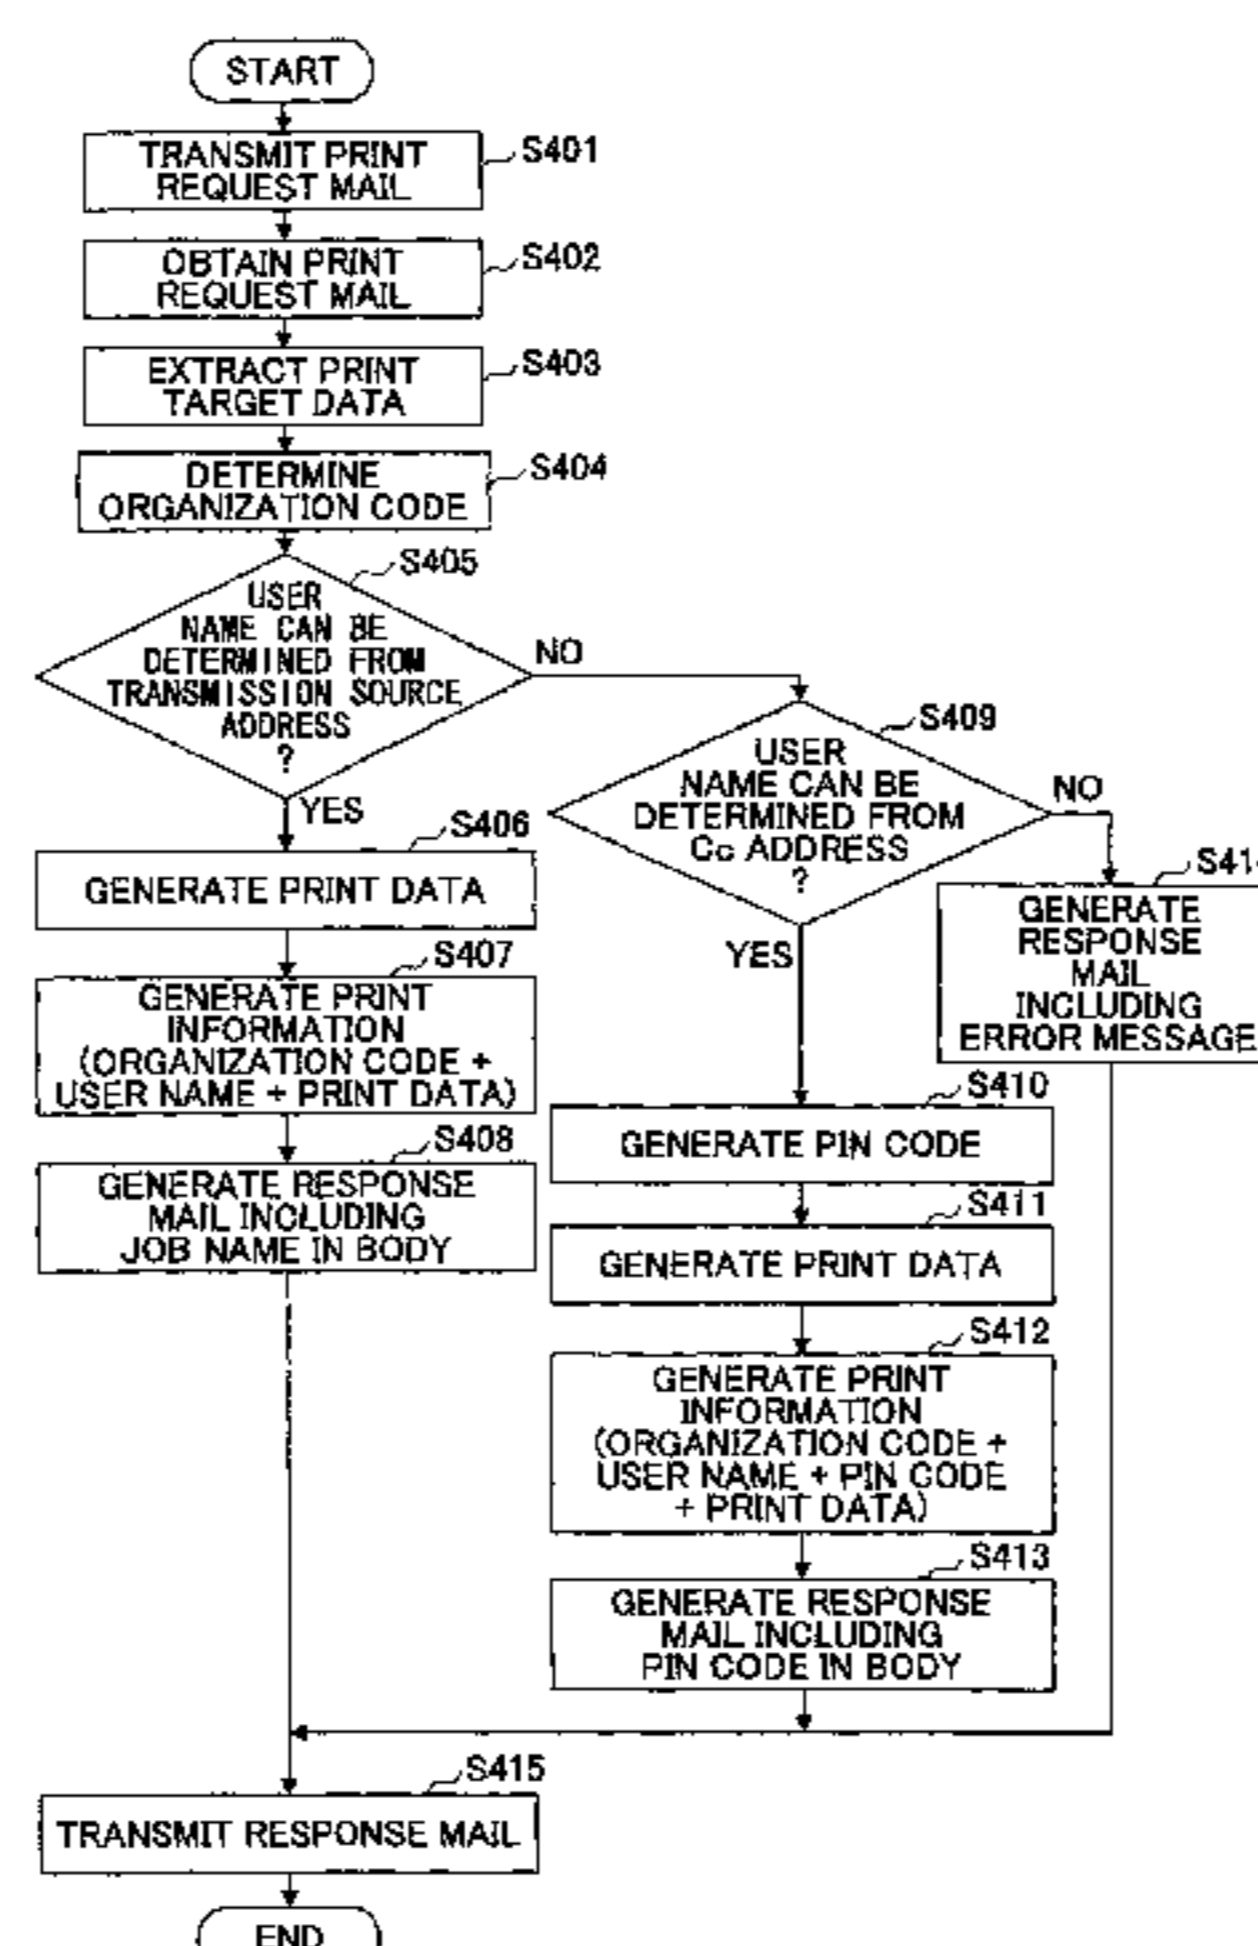 START
TRANSMIT PRINT
REQUEST MAIL
S401
OBTAIN PRINT
REQUEST MAIL
S402
EXTRACT PRINT
TARGET DATA
S403
DETERMINE
ORGANIZATION CODE
S404
S405
USER
NAME CAN BE
DETERMINED FROM
TRANSMISSION SOURCE
ADDRESS
?
NO
YES
S406
GENERATE PRINT DATA
S407
GENERATE PRINT
INFORMATION
(ORGANIZATION CODE +
USER NAME + PRINT DATA)
S408
GENERATE RESPONSE
MAIL INCLUDING
JOB NAME IN BODY
S409
USER
NAME CAN BE
DETERMINED FROM
Cc ADDRESS
?
NO
YES
S414
GENERATE
RESPONSE
MAIL
INCLUDING
ERROR MESSAGE
S410
GENERATE PIN CODE
S411
GENERATE PRINT DATA
S412
GENERATE PRINT
INFORMATION
(ORGANIZATION CODE +
USER NAME + PIN CODE
+ PRINT DATA)
S413
GENERATE RESPONSE
MAIL INCLUDING
PIN CODE IN BODY
S415
TRANSMIT RESPONSE MAIL
END